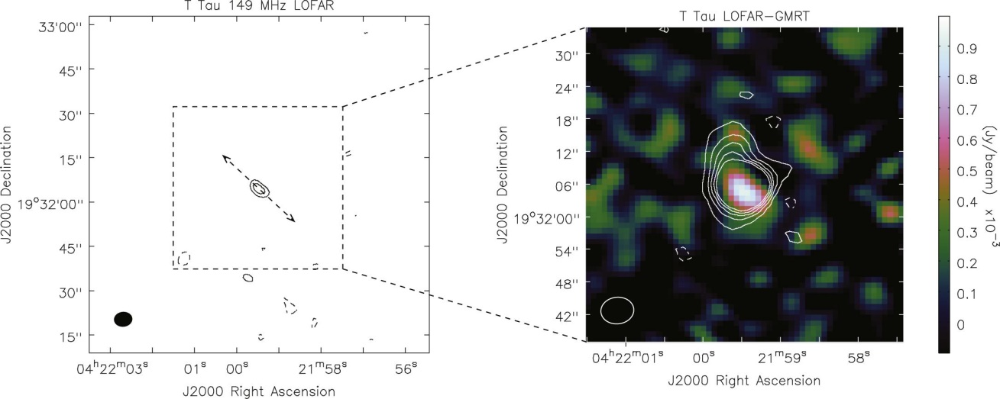 T Tau 149 MHz LOFAR
33'00"
45"
30"
15"
19°32'00"
45"
30"
15"
J2000 Declination
04ʰ22ᵐ03ˢ
01ˢ
00ˢ
21ᵐ58ˢ
56ˢ
J2000 Right Ascension
T Tau LOFAR−GMRT
30"
24"
18"
12"
06"
19°32'00"
54"
48"
42"
J2000 Declination
04ʰ22ᵐ01ˢ
00ˢ
21ᵐ59ˢ
58ˢ
J2000 Right Ascension
0.9
0.8
0.7
0.6
0.5
0.4
0.3
0.2
0.1
0
(Jy/beam) x10⁻³